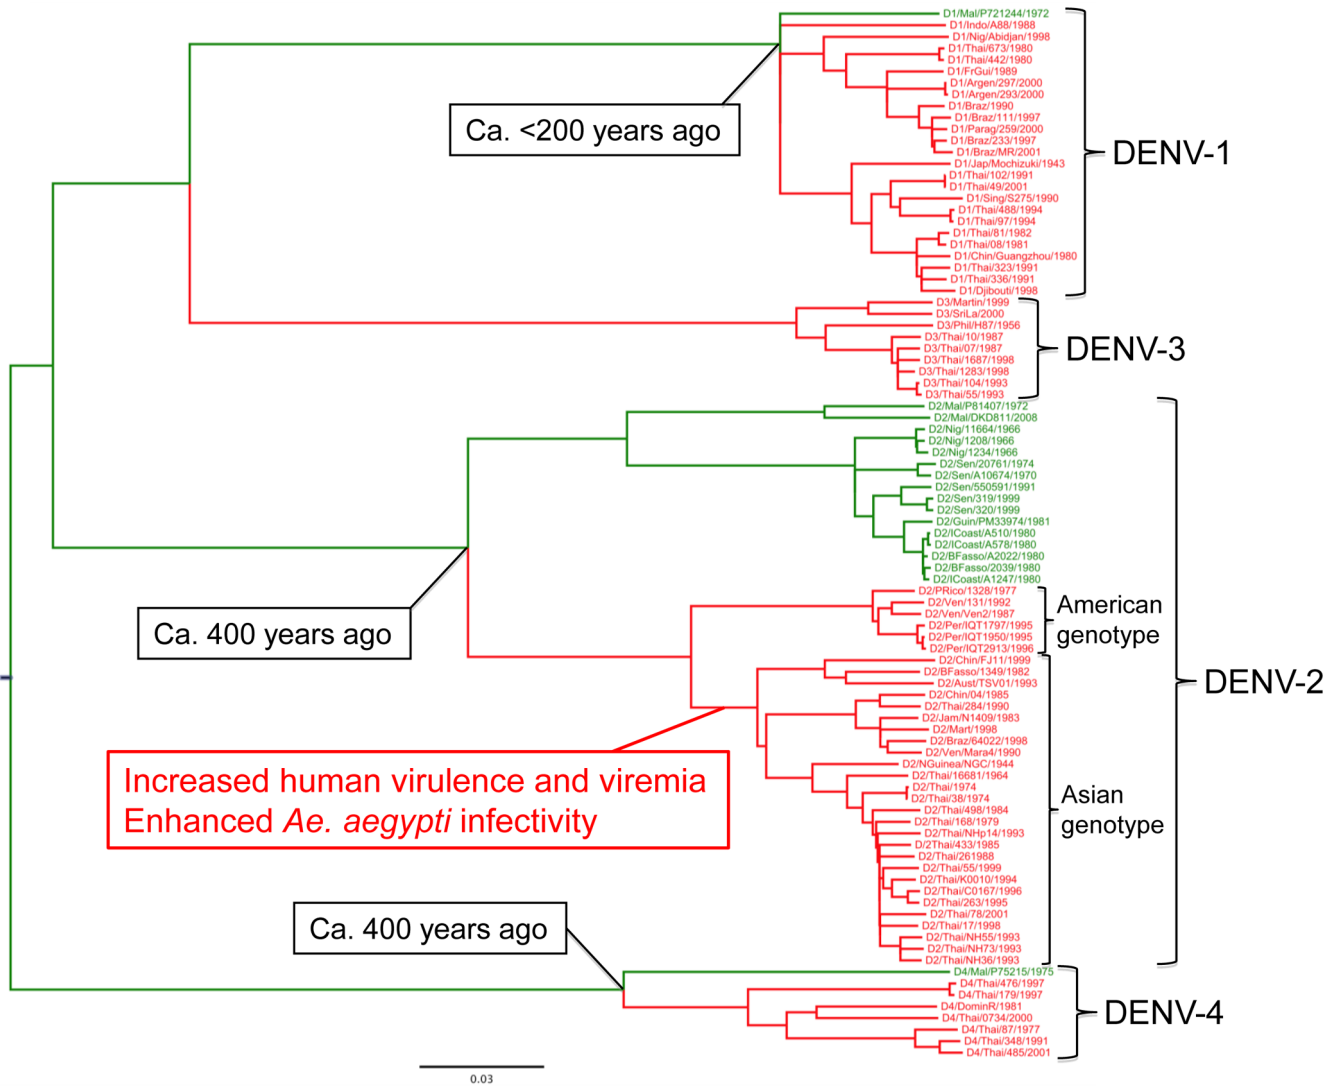 D1/Mal/P721244/1972
D1/Indo/A88/1988
D1/Nig/Abidjan/1998
D1/Thai/673/1980
D1/Thai/442/1980
D1/FrGui/1989
D1/Argen/297/2000
D1/Argen/293/2000
D1/Braz/1990
D1/Braz/111/1997
D1/Parag/259/2000
D1/Braz/233/1997
D1/Braz/MR/2001
D1/Jap/Mochizuki/1943
D1/Thai/102/1991
D1/Thai/49/2001
D1/Sing/S275/1990
D1/Thai/488/1994
D1/Thai/97/1994
D1/Thai/81/1982
D1/Thai/08/1981
D1/Chin/Guangzhou/1980
D1/Thai/323/1991
D1/Thai/336/1991
D1/Djibouti/1998
DENV-1
Ca. <200 years ago
D3/Martin/1999
D3/SriLa/2000
D3/Phil/H87/1956
D3/Thai/10/1987
D3/Thai/07/1987
D3/Thai/1687/1998
D3/Thai/1283/1998
D3/Thai/104/1993
D3/Thai/55/1993
DENV-3
D2/Mal/P81407/1972
D2/Mal/DKD811/2008
D2/Nig/11664/1966
D2/Nig/1208/1966
D2/Nig/1234/1966
D2/Sen/20761/1974
D2/Sen/A10674/1970
D2/Sen/550591/1991
D2/Sen/319/1999
D2/Sen/320/1999
D2/Guin/PM33974/1981
D2/ICoast/A510/1980
D2/ICoast/A578/1980
D2/BFasso/A2022/1980
D2/BFasso/2039/1980
D2/ICoast/A1247/1980
Ca. 400 years ago
D2/PRico/1328/1977
D2/Ven/131/1992
D2/Ven/Ven2/1987
D2/Per/IQT1797/1995
D2/Per/IQT1950/1995
D2/Per/IQT2913/1996
American
genotype
D2/Chin/FJ11/1999
D2/BFasso/1349/1982
D2/Aust/TSV01/1993
D2/Chin/04/1985
D2/Thai/284/1990
D2/Jam/N1409/1983
D2/Mart/1998
D2/Braz/64022/1998
D2/Ven/Mara4/1990
D2/NGuinea/NGC/1944
D2/Thai/16681/1964
D2/Thai/1974
D2/Thai/38/1974
D2/Thai/498/1984
D2/Thai/168/1979
D2/Thai/NHp14/1993
D/2Thai/433/1985
D2/Thai/261988
D2/Thai/55/1999
D2/Thai/K0010/1994
D2/Thai/C0167/1996
D2/Thai/263/1995
D2/Thai/78/2001
D2/Thai/17/1998
D2/Thai/NH55/1993
D2/Thai/NH73/1993
D2/Thai/NH36/1993
Asian
genotype
DENV-2
Increased human virulence and viremia
Enhanced Ae. aegypti infectivity
Ca. 400 years ago
D4/Mal/P75215/1975
D4/Thai/476/1997
D4/Thai/179/1997
D4/DominR/1981
D4/Thai/0734/2000
D4/Thai/87/1977
D4/Thai/348/1991
D4/Thai/485/2001
DENV-4
0.03